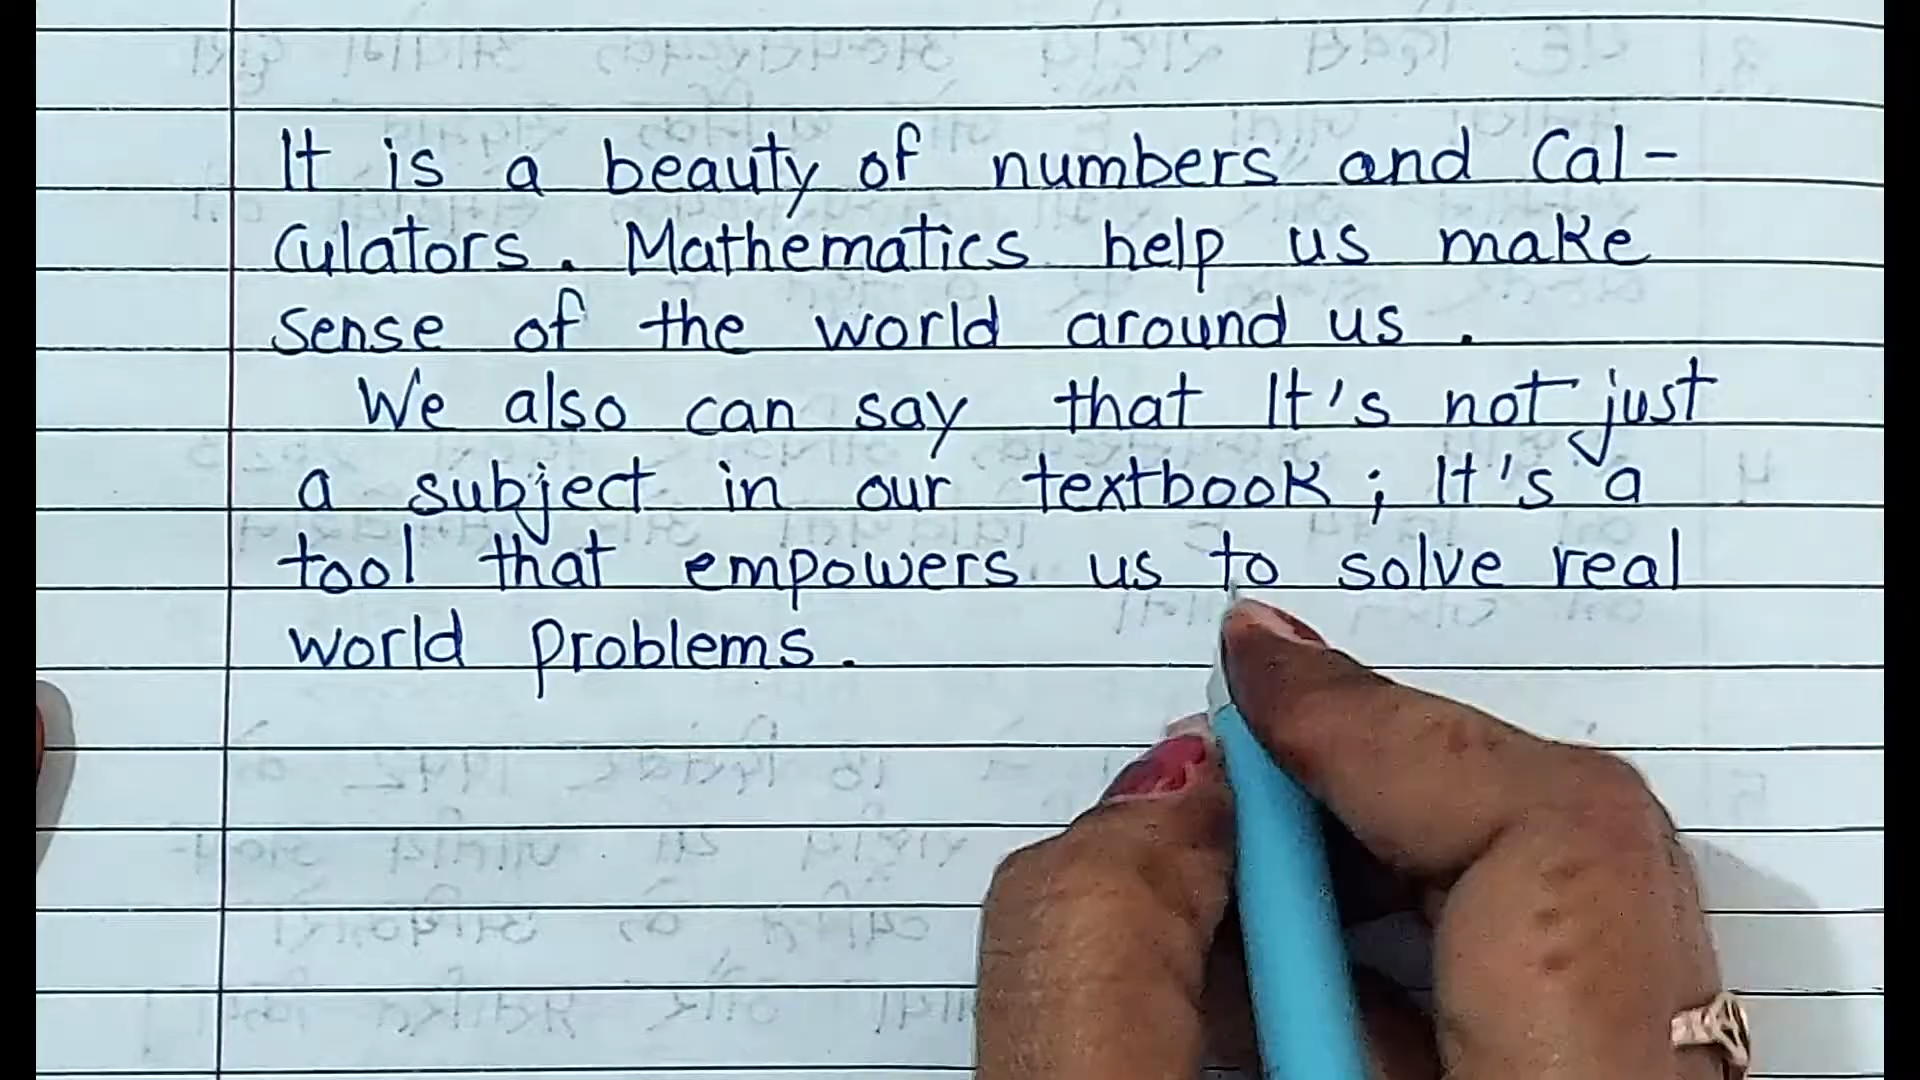 It is a beauty of numbers and Cal-
culators. Mathematics help us make
sense of the world around us.
We also can say that It's not just
a subject in our textbook; It's a
tool that empowers us to solve real
world problems.